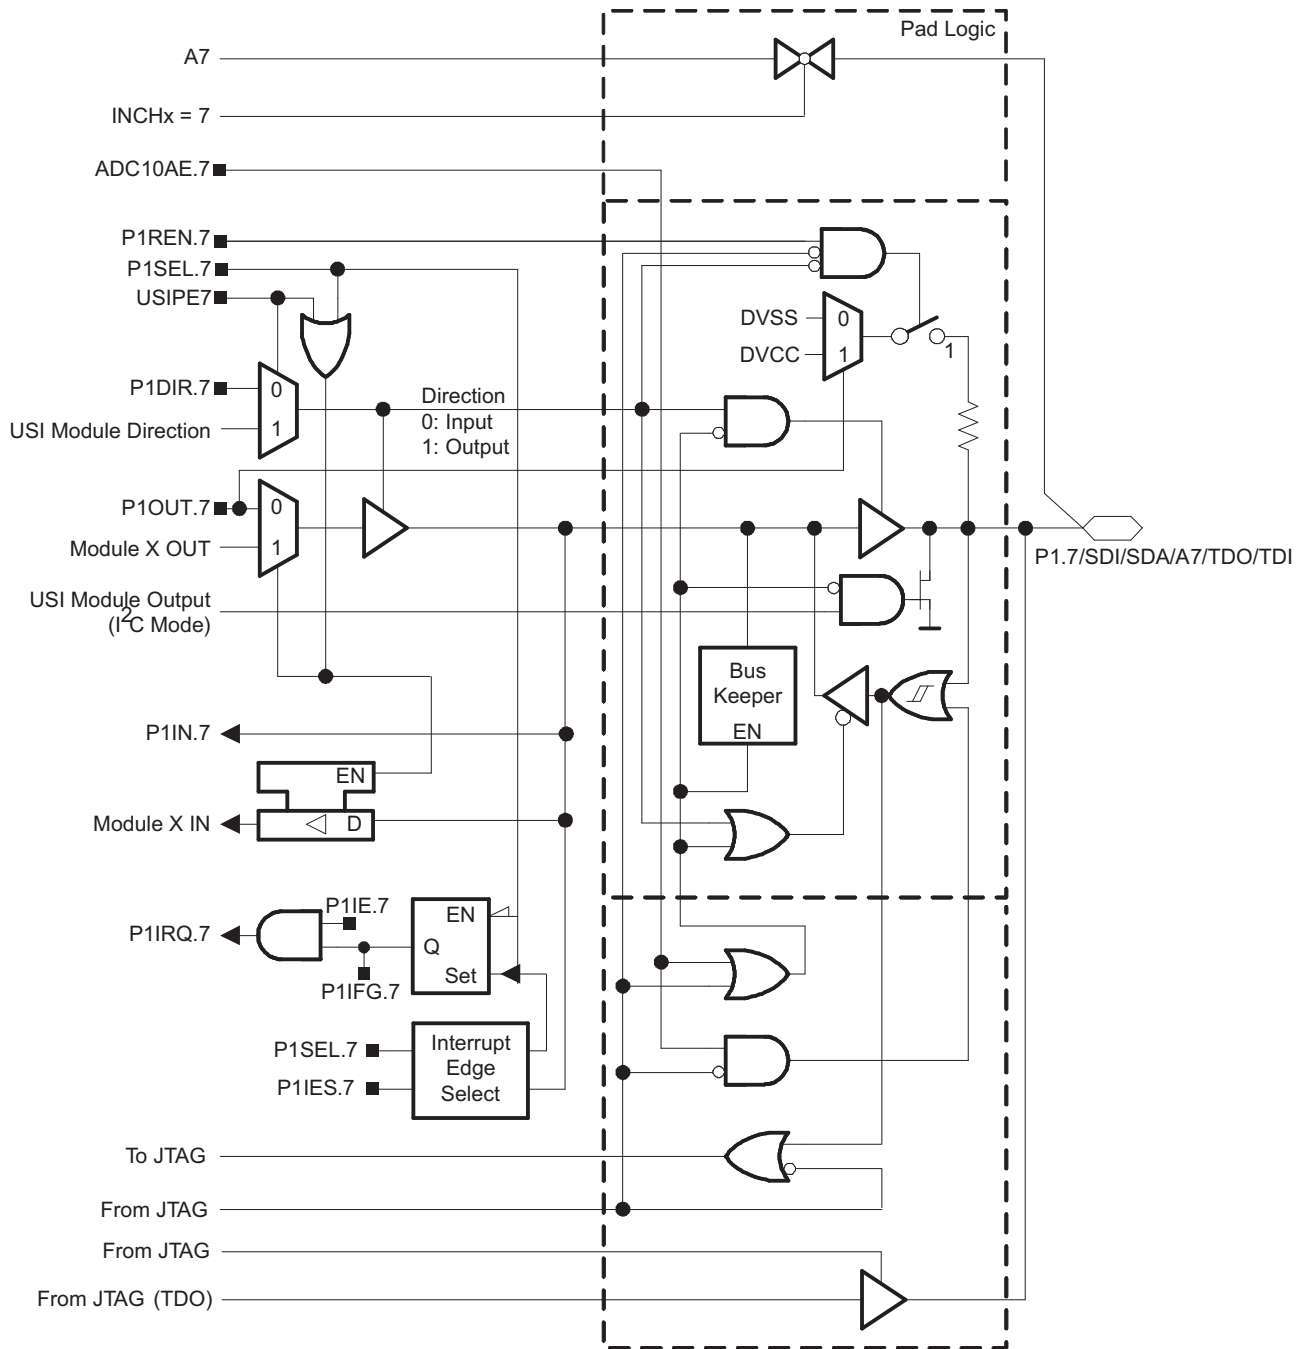 Pad Logic
A7
INCHx = 7
ADC10AE.7
P1REN.7
P1SEL.7
USIPE7
DVSS
0
DVCC
1
1
P1DIR.7
0
USI Module Direction
1
Direction
0: Input
1: Output
P1OUT.7
0
Module X OUT
1
P1.7/SDI/SDA/A7/TDO/TDI
USI Module Output
(I2C Mode)
Bus
Keeper
EN
P1IN.7
EN
Module X IN
D
P1IE.7
EN
P1IRQ.7
Q
Set
P1IFG.7
P1SEL.7
P1IES.7
Interrupt
Edge
Select
To JTAG
From JTAG
From JTAG
From JTAG (TDO)